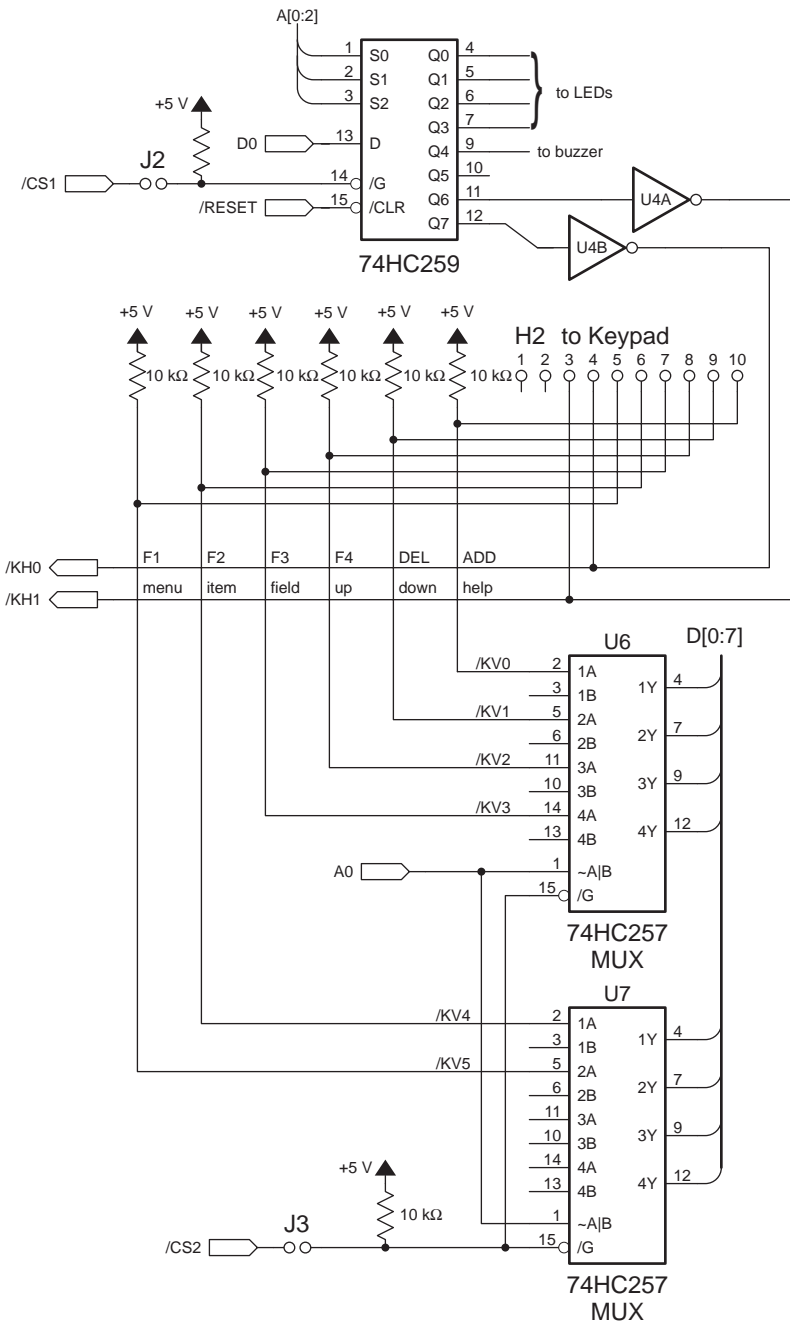 A[0:2]
1 S0 Q0 4
2 S1 Q1 5
3 S2 Q2 6
Q3 7
to LEDs
+5 V
D0 13 D Q4 9 to buzzer
J2
Q5 10
/CS1 14 /G Q6 11 U4A
/RESET 15 /CLR Q7 12 U4B
74HC259
+5 V +5 V +5 V +5 V +5 V +5 V
H2 to Keypad
1 2 3 4 5 6 7 8 9 10
10 kΩ 10 kΩ 10 kΩ 10 kΩ 10 kΩ 10 kΩ
F1 F2 F3 F4 DEL ADD
/KH0
menu item field up down help
/KH1
U6 D[0:7]
/KV0 2 1A 1Y 4
3 1B
/KV1 5 2A 2Y 7
6 2B
/KV2 11 3A 3Y 9
10 3B
/KV3 14 4A 4Y 12
13 4B
A0 1 ~A|B
15 /G
74HC257
MUX
U7
/KV4 2 1A 1Y 4
3 1B
/KV5 5 2A 2Y 7
6 2B
11 3A 3Y 9
10 3B
14 4A 4Y 12
13 4B
+5 V
10 kΩ
1 ~A|B
J3
/CS2 15 /G
74HC257
MUX